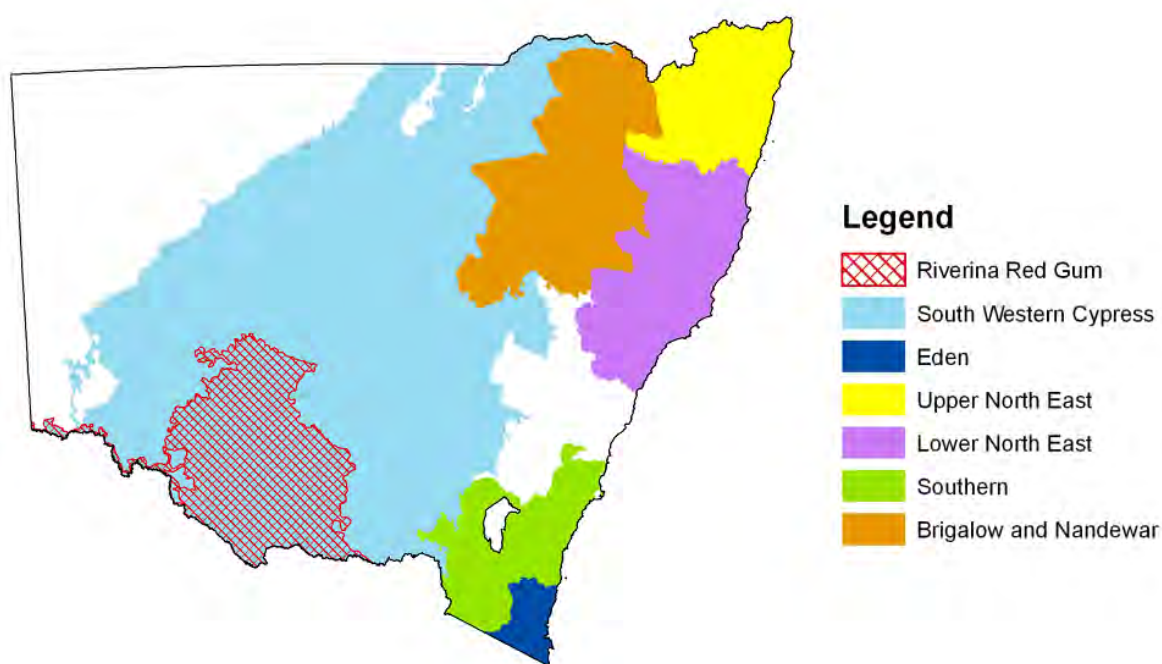 Legend
Riverina Red Gum
South Western Cypress
Eden
Upper North East
Lower North East
Southern
Brigalow and Nandewar